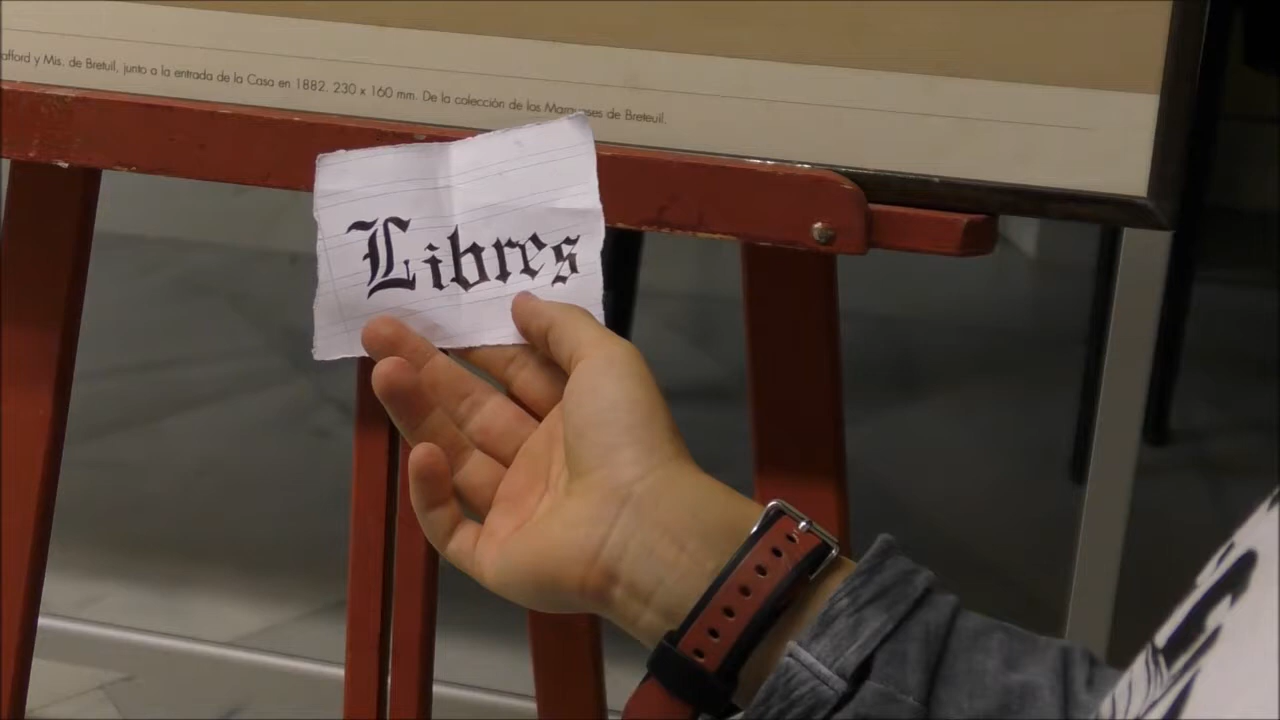 afford y Mis. de Bretuil, junto a la entrada de la Casa en 1882. 230 x 160 mm. De la colección de los Marqueses de Breteuil.
Libres